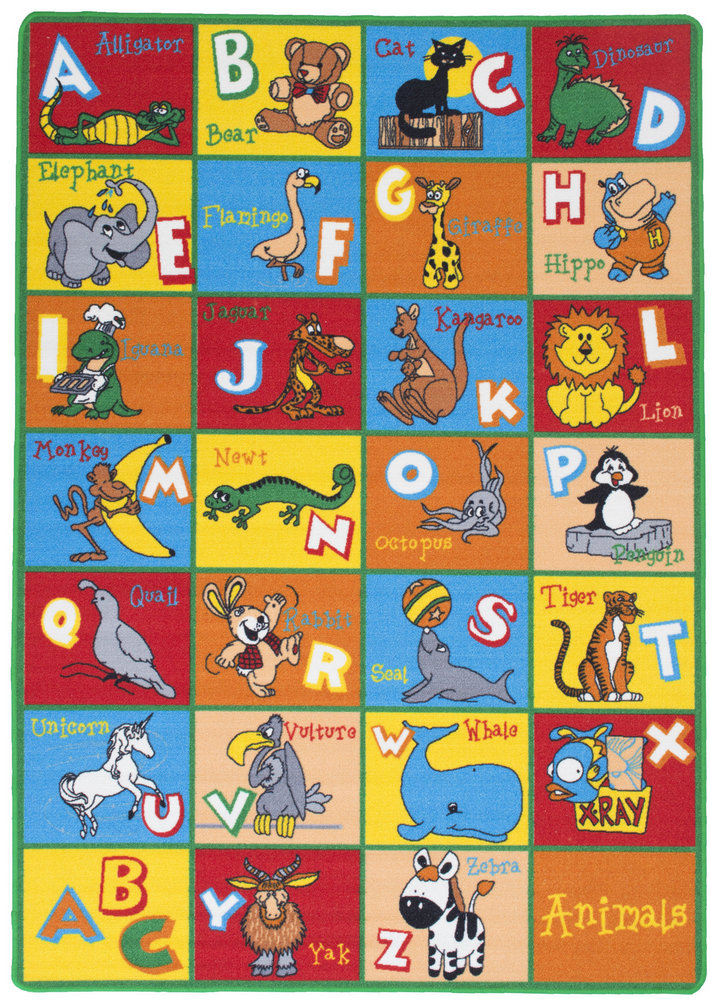 A Alligator
B Bear
Cat C
Dinosaur D
Elephant E
Flamingo F
G Giraffe
H Hippo H
I Iguana
Jaguar J
Kangaroo K
L Lion
Monkey M
Newt N
O Octopus
P Penguin
Quail Q
Rabbit R
S Seal
Tiger T
Unicorn U
Vulture V
W Whale
X X-RAY
A B C
Y Yak
Zebra Z
Animals